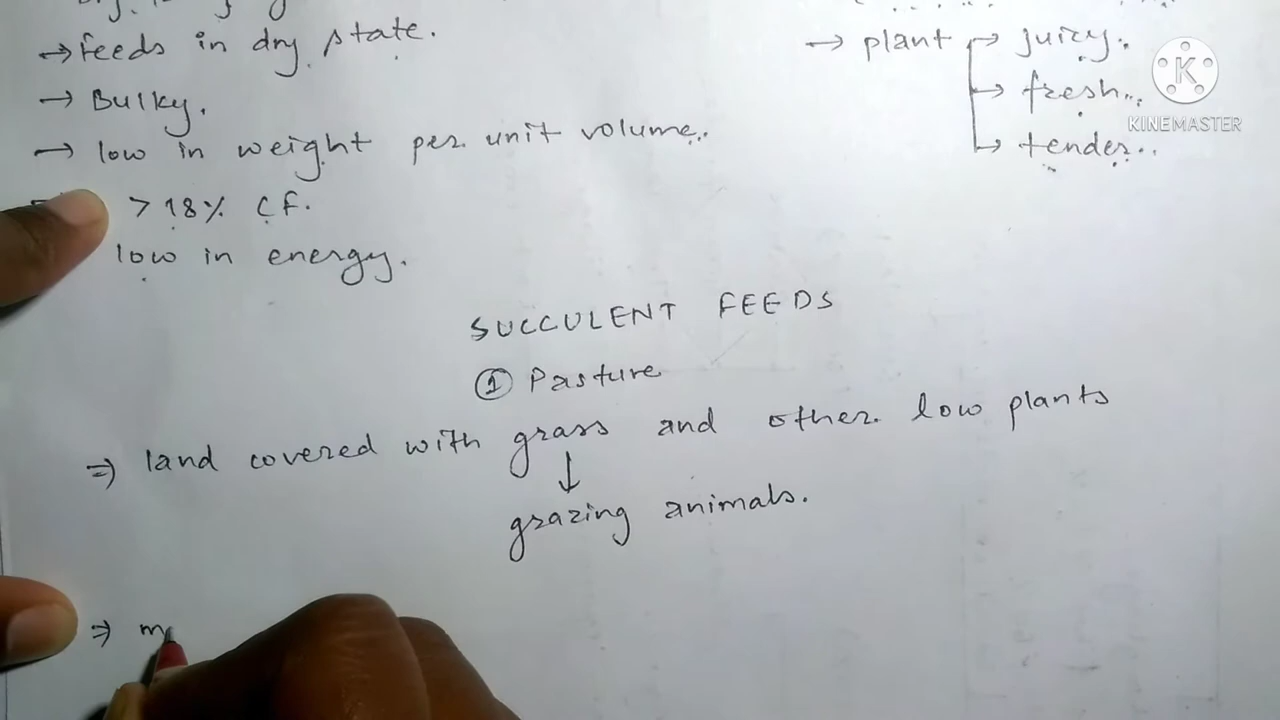 → feeds in dry state.
→ Bulky.
→ low in weight per unit volume..
> 18% CF.
low in energy.
→ plant → juicy.
→ fresh..
→ tender..
KINEMASTER
SUCCULENT FEEDS
① Pasture
⇒ land covered with grass and other low plants
↓
grazing animals.
⇒ m